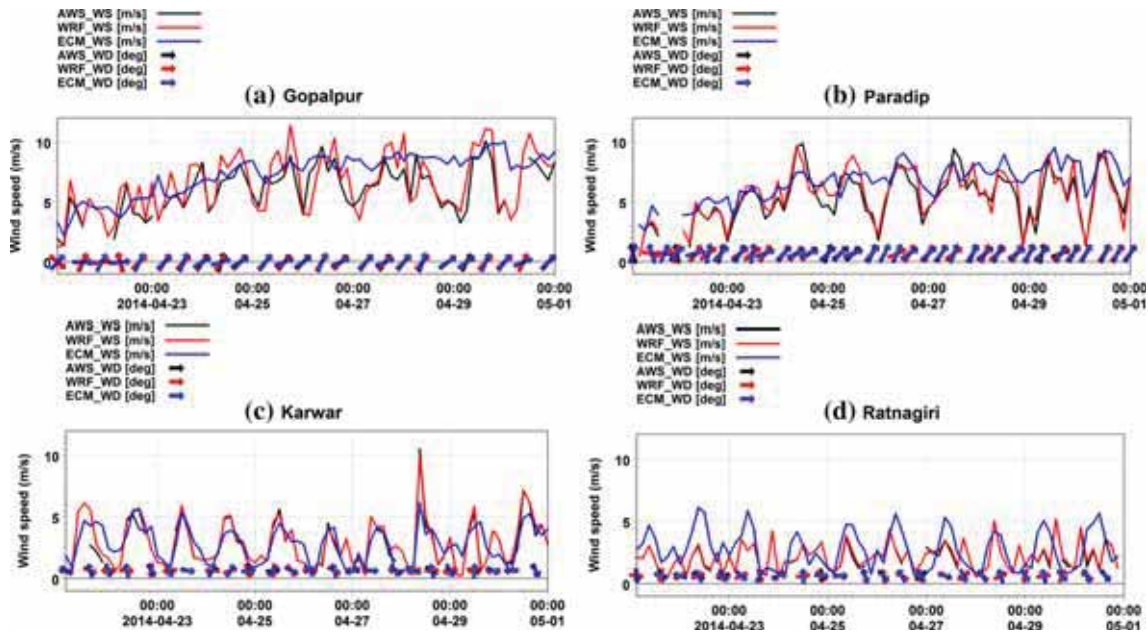 AWS_WS [m/s]
WRF_WS [m/s]
ECM_WS [m/s]
AWS_WD [deg]
WRF_WD [deg]
ECM_WD [deg]
(a) Gopalpur
Wind speed (m/s)
10
5
0
00:00 00:00 00:00 00:00 00:00
2014-04-23 04-25 04-27 04-29 05-01
AWS_WS [m/s]
WRF_WS [m/s]
ECM_WS [m/s]
AWS_WD [deg]
WRF_WD [deg]
ECM_WD [deg]
(b) Paradip
Wind speed (m/s)
10
5
0
00:00 00:00 00:00 00:00 00:00
2014-04-23 04-25 04-27 04-29 05-01
AWS_WS [m/s]
WRF_WS [m/s]
ECM_WS [m/s]
AWS_WD [deg]
WRF_WD [deg]
ECM_WD [deg]
(c) Karwar
Wind speed (m/s)
10
5
0
00:00 00:00 00:00 00:00 00:00
2014-04-23 04-25 04-27 04-29 05-01
AWS_WS [m/s]
WRF_WS [m/s]
ECM_WS [m/s]
AWS_WD [deg]
WRF_WD [deg]
ECM_WD [deg]
(d) Ratnagiri
Wind speed (m/s)
10
5
0
00:00 00:00 00:00 00:00 00:00
2014-04-23 04-25 04-27 04-29 05-01